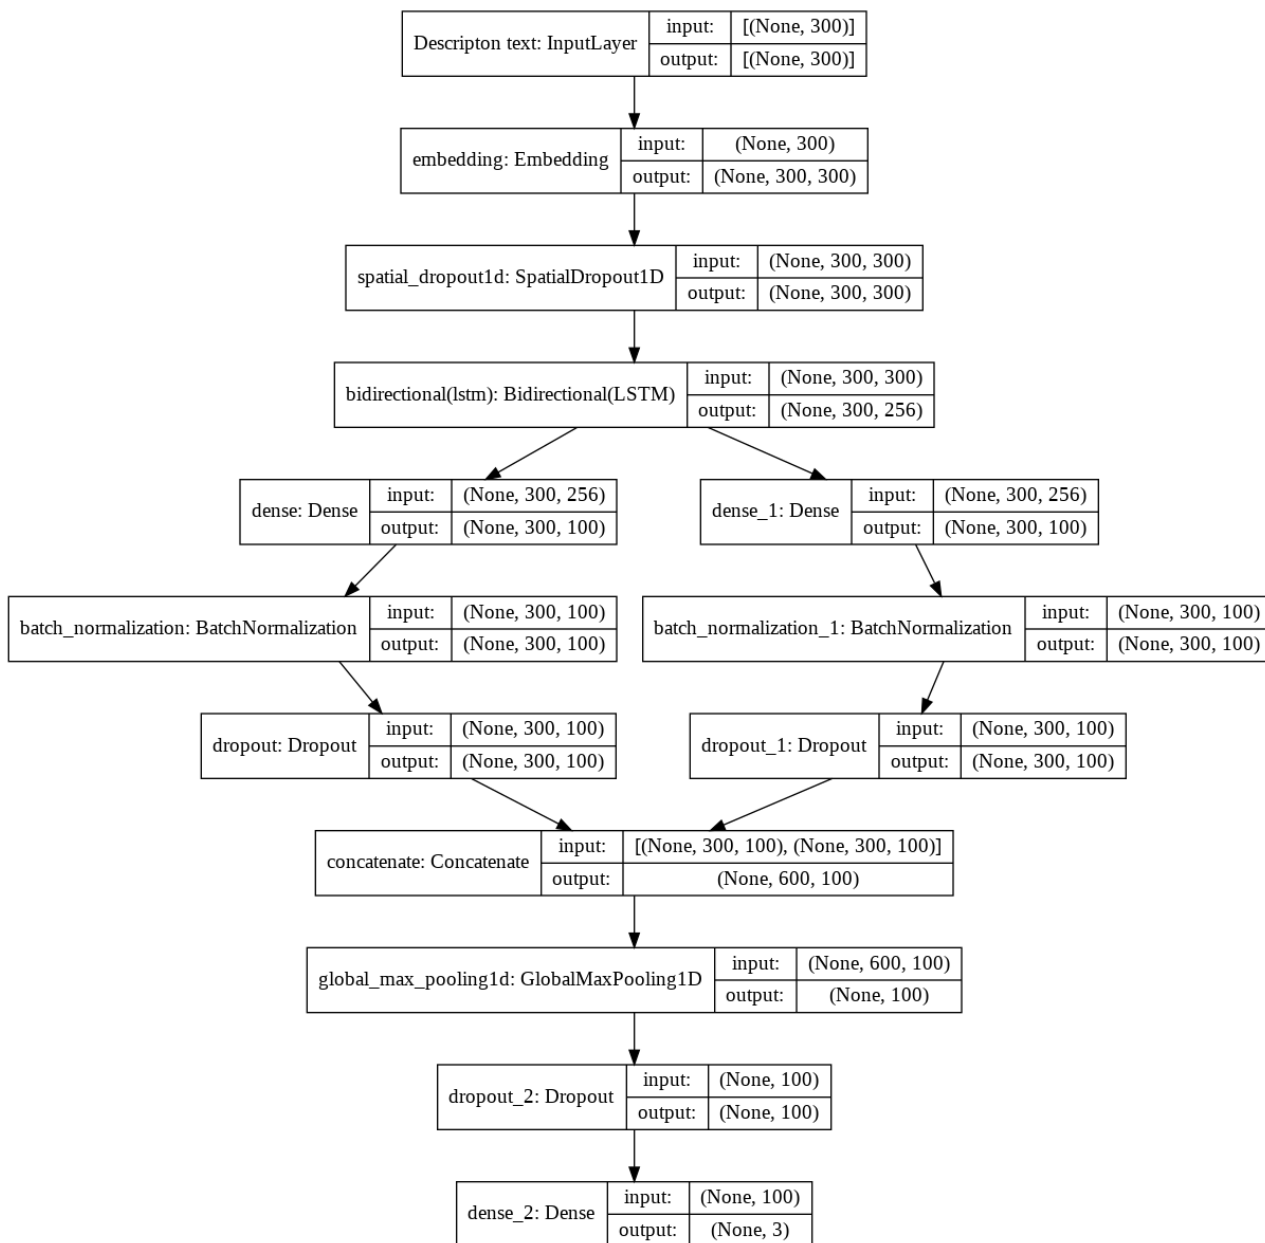 Descripton text: InputLayer
input: [(None, 300)]
output: [(None, 300)]
embedding: Embedding
input: (None, 300)
output: (None, 300, 300)
spatial_dropout1d: SpatialDropout1D
input: (None, 300, 300)
output: (None, 300, 300)
bidirectional(lstm): Bidirectional(LSTM)
input: (None, 300, 300)
output: (None, 300, 256)
dense: Dense
input: (None, 300, 256)
output: (None, 300, 100)
dense_1: Dense
input: (None, 300, 256)
output: (None, 300, 100)
batch_normalization: BatchNormalization
input: (None, 300, 100)
output: (None, 300, 100)
batch_normalization_1: BatchNormalization
input: (None, 300, 100)
output: (None, 300, 100)
dropout: Dropout
input: (None, 300, 100)
output: (None, 300, 100)
dropout_1: Dropout
input: (None, 300, 100)
output: (None, 300, 100)
concatenate: Concatenate
input: [(None, 300, 100), (None, 300, 100)]
output: (None, 600, 100)
global_max_pooling1d: GlobalMaxPooling1D
input: (None, 600, 100)
output: (None, 100)
dropout_2: Dropout
input: (None, 100)
output: (None, 100)
dense_2: Dense
input: (None, 100)
output: (None, 3)